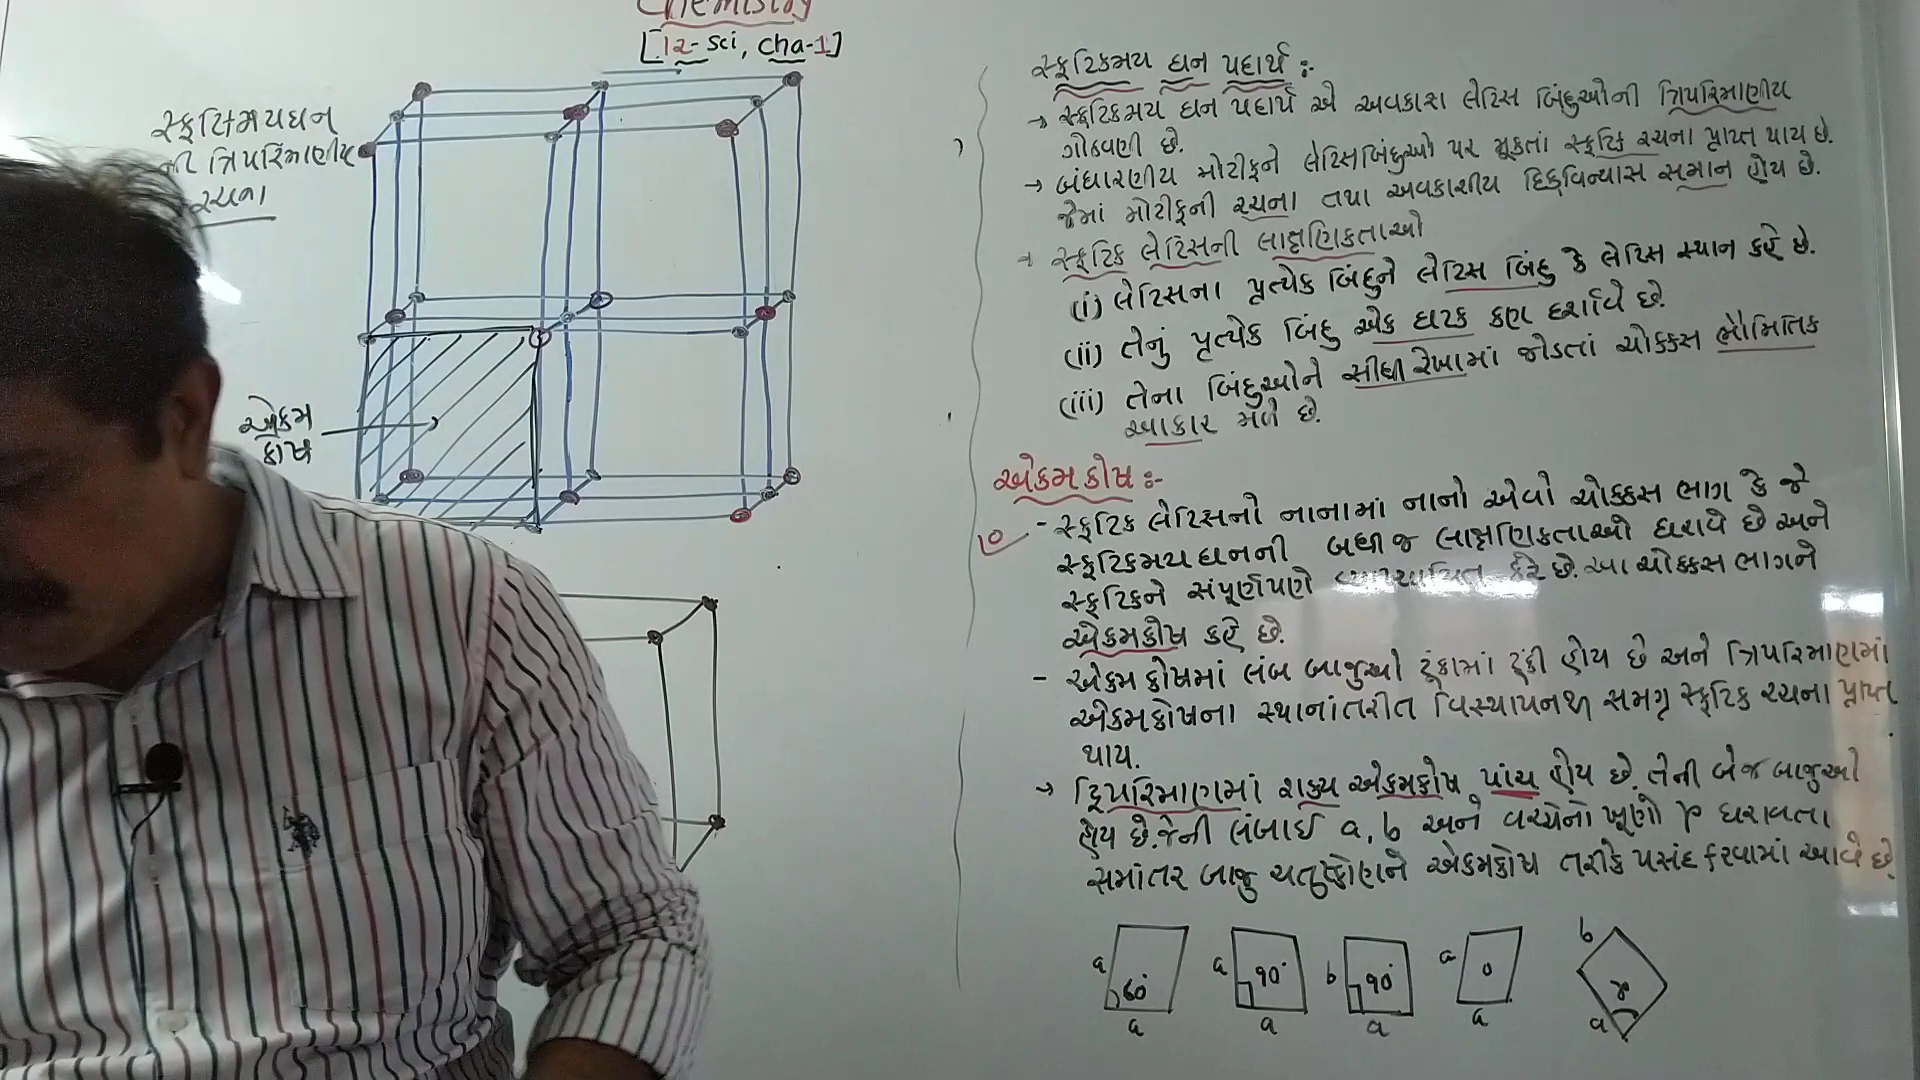 Chemistry
[12-sci, cha-1]
સ્ફટિકમય ઘન
ની ત્રિપરિમાણીય
રચના
એકમ
કોષ
સ્ફટિકમય ઘન પદાર્થ :-
→ સ્ફટિકમય ઘન પદાર્થ એ અવકાશ લેટિસ બિંદુઓની ત્રિપરિમાણીય
ગોઠવણી છે.
→ બંધારણીય મોટીફને લેટિસબિંદુઓ પર મૂકતાં સ્ફટિક રચના પ્રાપ્ત થાય છે.
જેમાં મોટીફની રચના તથા અવકાશીય દિક્વિન્યાસ સમાન હોય છે.
→ સ્ફટિક લેટિસની લાક્ષણિકતાઓ
(i) લેટિસના પ્રત્યેક બિંદુને લેટિસ બિંદુ કે લેટિસ સ્થાન કહે છે.
(ii) તેનું પ્રત્યેક બિંદુ એક ઘટક કણ દર્શાવે છે.
(iii) તેના બિંદુઓને સીધી રેખામાં જોડતાં ચોક્કસ ભૌમિતિક
આકાર મળે છે.
એકમ કોષ :-
- સ્ફટિક લેટિસનો નાનામાં નાનો એવો ચોક્કસ ભાગ કે જે
સ્ફટિકમય ઘનની બધી જ લાક્ષણિકતાઓ ધરાવે છે અને
સ્ફટિકને સંપૂર્ણપણે કરે છે. આ ચોક્કસ ભાગને
એકમકોષ કહે છે.
- એકમ કોષમાં લંબ બાજુઓ ટૂંકામાં ટૂંકી હોય છે અને ત્રિપરિમાણમાં
એકમકોષના સ્થાનાંતરીત વિસ્થાપનથી સમગ્ર સ્ફટિક રચના પ્રાપ્ત
થાય.
→ દ્વિપરિમાણમાં શક્ય એકમકોષ પાંચ હોય છે. તેની બેજ બાજુઓ
હોય છે. જેની લંબાઈ a, b અને વચ્ચેનો ખૂણો γ ધરાવતા
સમાંતર બાજુ ચતુષ્કોણને એકમકોષ તરીકે પસંદ કરવામાં આવે છે.
a 60° a
a 90° a
b 90° a
a a
b γ a